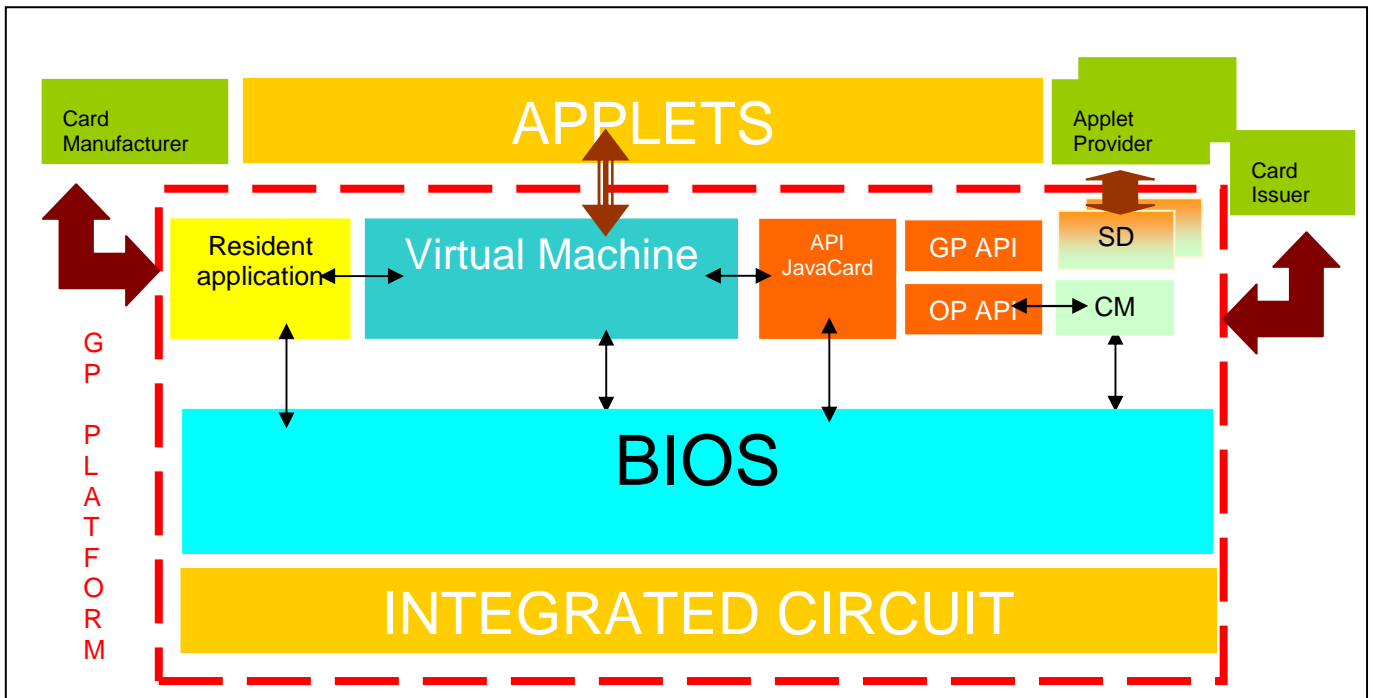 APPLETS
Card
Manufacturer
Applet
Provider
Card
Issuer
Resident
application
Virtual Machine
API
JavaCard
GP API
SD
OP API
CM
G
P
P
L
A
T
F
O
R
M
BIOS
INTEGRATED CIRCUIT